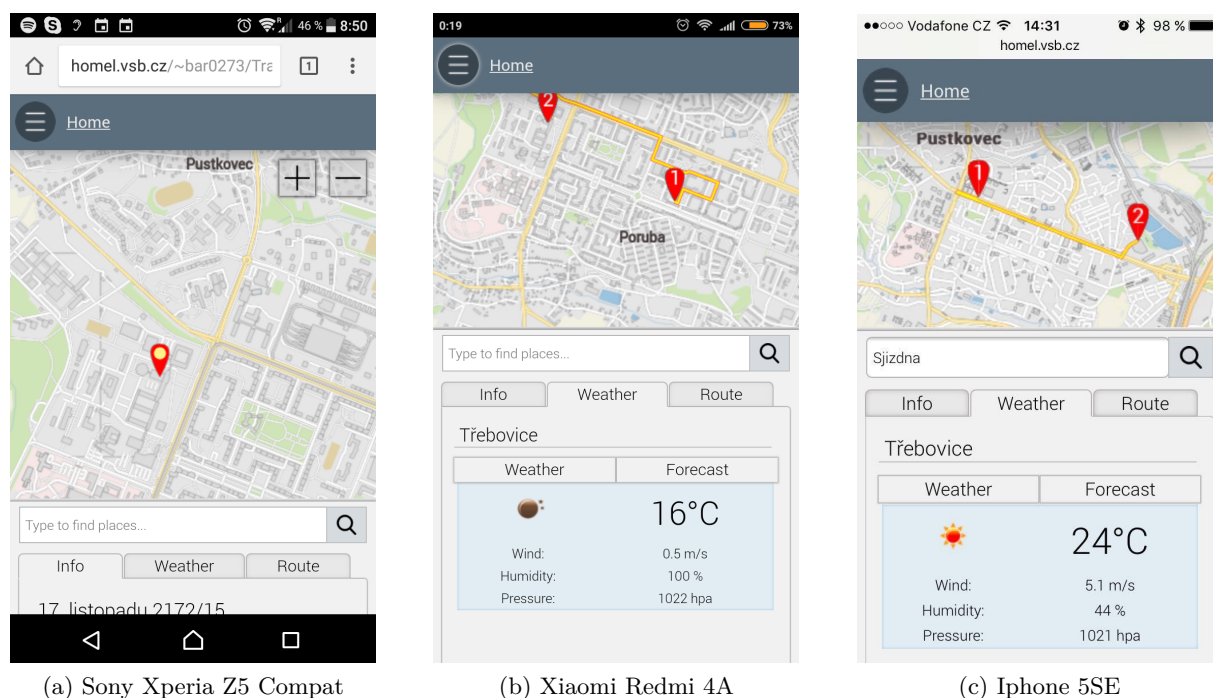 46 % 8:50
homel.vsb.cz/~bar0273/Tra
1
Home
Pustkovec
Type to find places...
Info Weather Route
17. listopadu 2172/15
(a) Sony Xperia Z5 Compat
0:19
73%
Home
2
1
Poruba
Type to find places...
Info Weather Route
Třebovice
Weather Forecast
16°C
Wind: 0.5 m/s
Humidity: 100 %
Pressure: 1022 hpa
(b) Xiaomi Redmi 4A
Vodafone CZ 14:31 98 %
homel.vsb.cz
Home
Pustkovec
1
2
Sjizdna
Info Weather Route
Třebovice
Weather Forecast
24°C
Wind: 5.1 m/s
Humidity: 44 %
Pressure: 1021 hpa
(c) Iphone 5SE